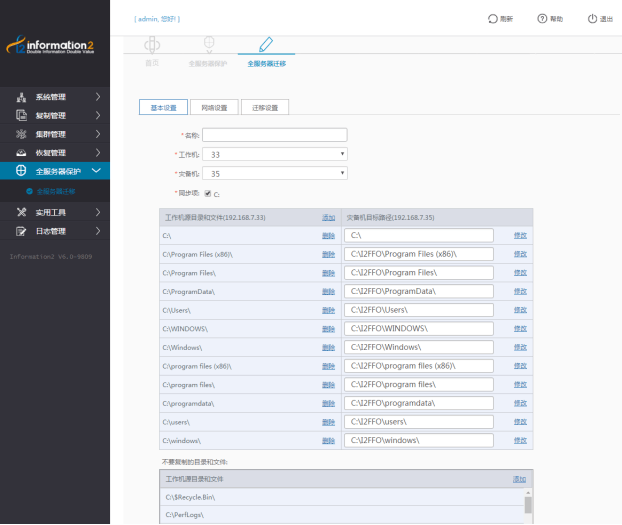 [ admin, 您好! ]
刷新
帮助
退出
information2
Double Information Double Value
首页
全服务器保护
全服务器迁移
系统管理
复制管理
集群管理
恢复管理
全服务器保护
全服务器迁移
实用工具
日志管理
Information2 V6.0-9889
基本设置
网络设置
迁移设置
*名称:
*工作机: 33
*灾备机: 35
*同步项: C:
工作机源目录和文件(192.168.7.33) 添加 灾备机目标路径(192.168.7.35)
C:\ 删除 C:\ 修改
C:\Program Files (x86)\ 删除 C:\I2FFO\Program Files (x86)\ 修改
C:\Program Files\ 删除 C:\I2FFO\Program Files\ 修改
C:\ProgramData\ 删除 C:\I2FFO\ProgramData\ 修改
C:\Users\ 删除 C:\I2FFO\Users\ 修改
C:\WINDOWS\ 删除 C:\I2FFO\WINDOWS\ 修改
C:\Windows\ 删除 C:\I2FFO\Windows\ 修改
C:\program files (x86)\ 删除 C:\I2FFO\program files (x86)\ 修改
C:\program files\ 删除 C:\I2FFO\program files\ 修改
C:\programdata\ 删除 C:\I2FFO\programdata\ 修改
C:\users\ 删除 C:\I2FFO\users\ 修改
C:\windows\ 删除 C:\I2FFO\windows\ 修改
不要复制的目录和文件:
工作机源目录和文件 添加
C:\$Recycle.Bin\
C:\PerfLogs\